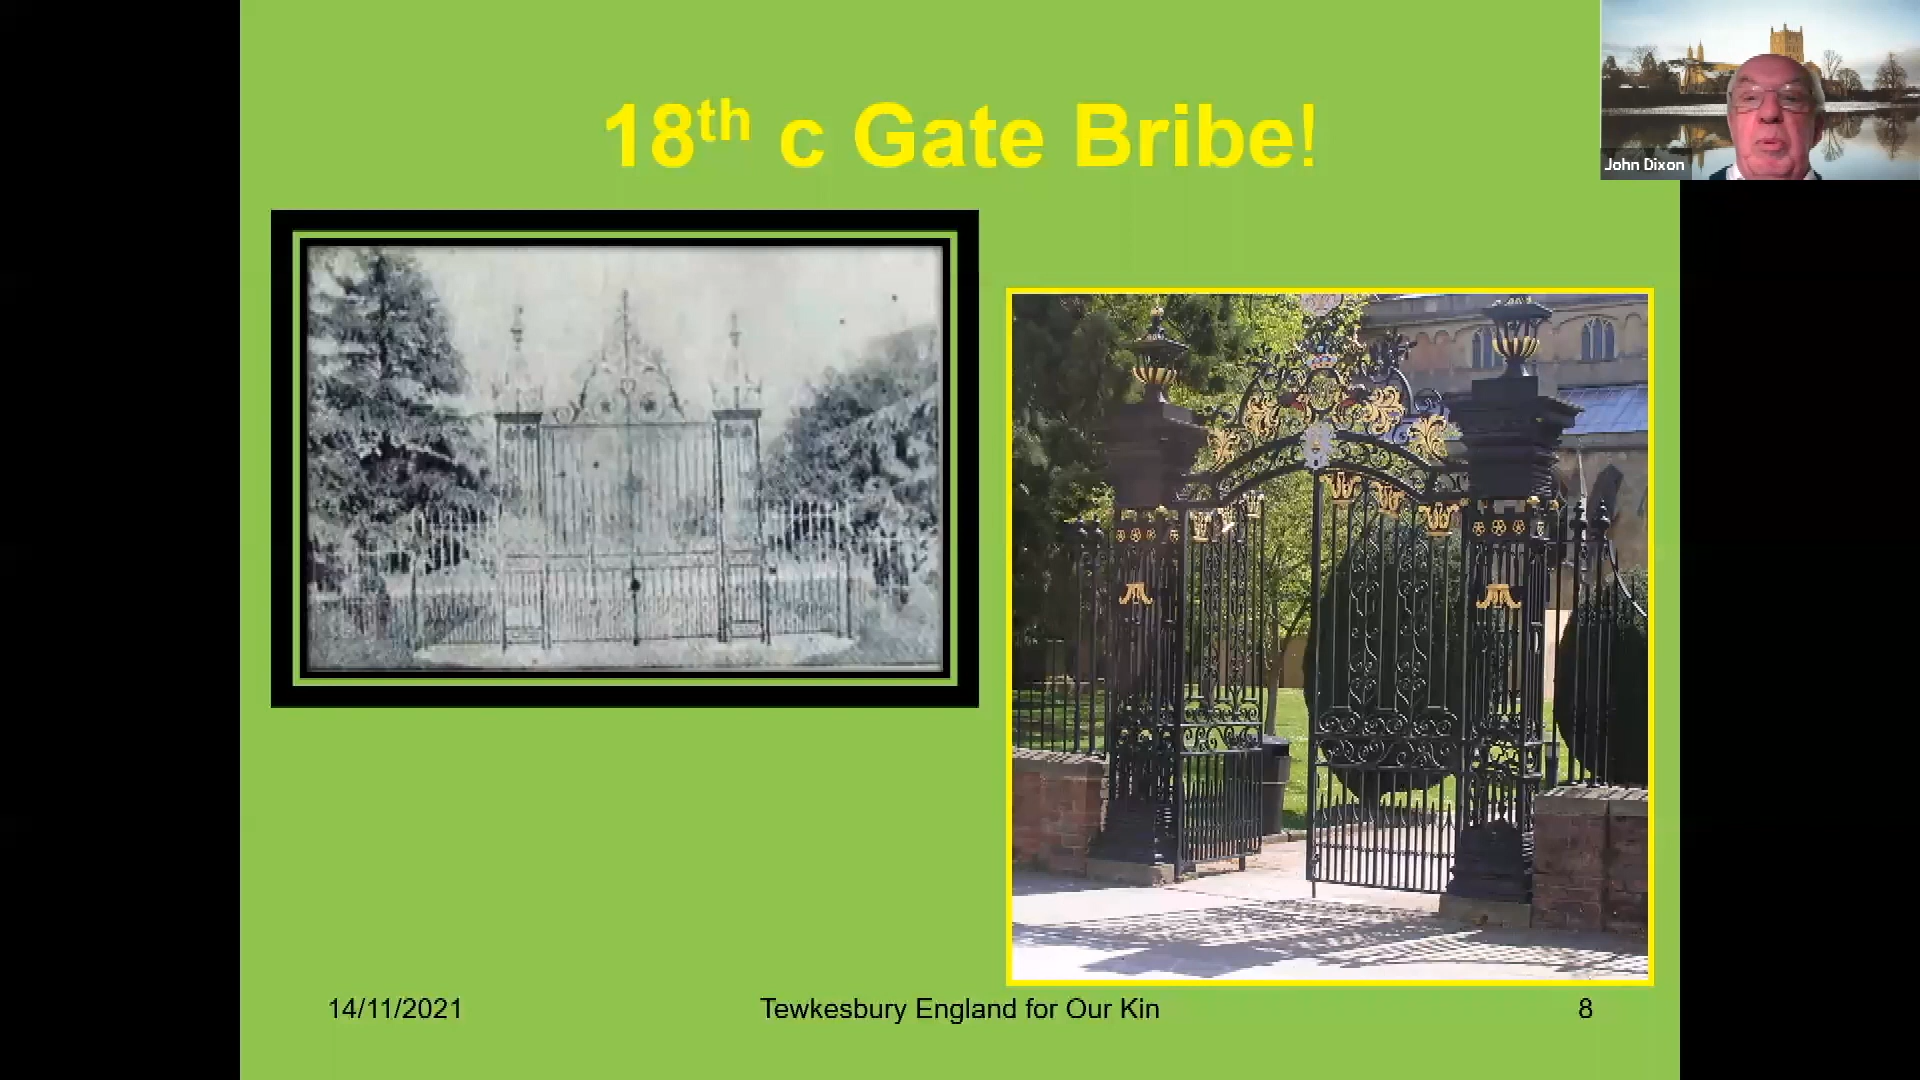 18th c Gate Bribe!
John Dixon
14/11/2021
Tewkesbury England for Our Kin
8